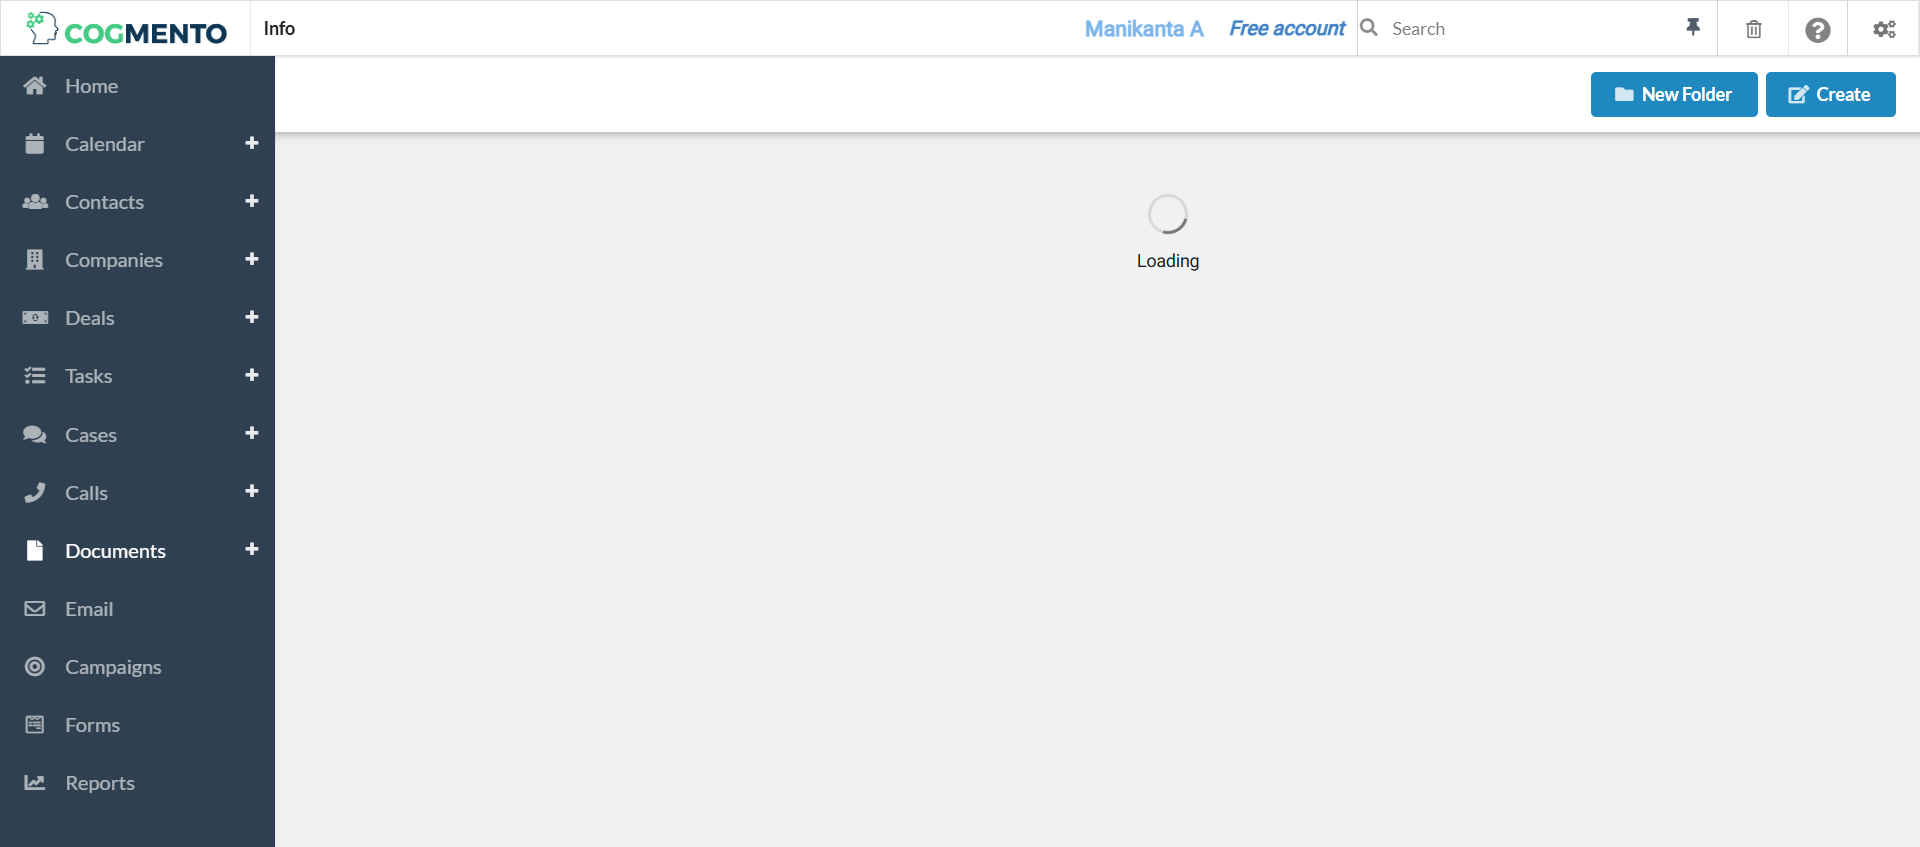 COGMENTO
Info
Manikanta A
Free account
Search
New Folder
Create
Home
Calendar
Contacts
Companies
Deals
Tasks
Cases
Calls
Documents
Email
Campaigns
Forms
Reports
Loading